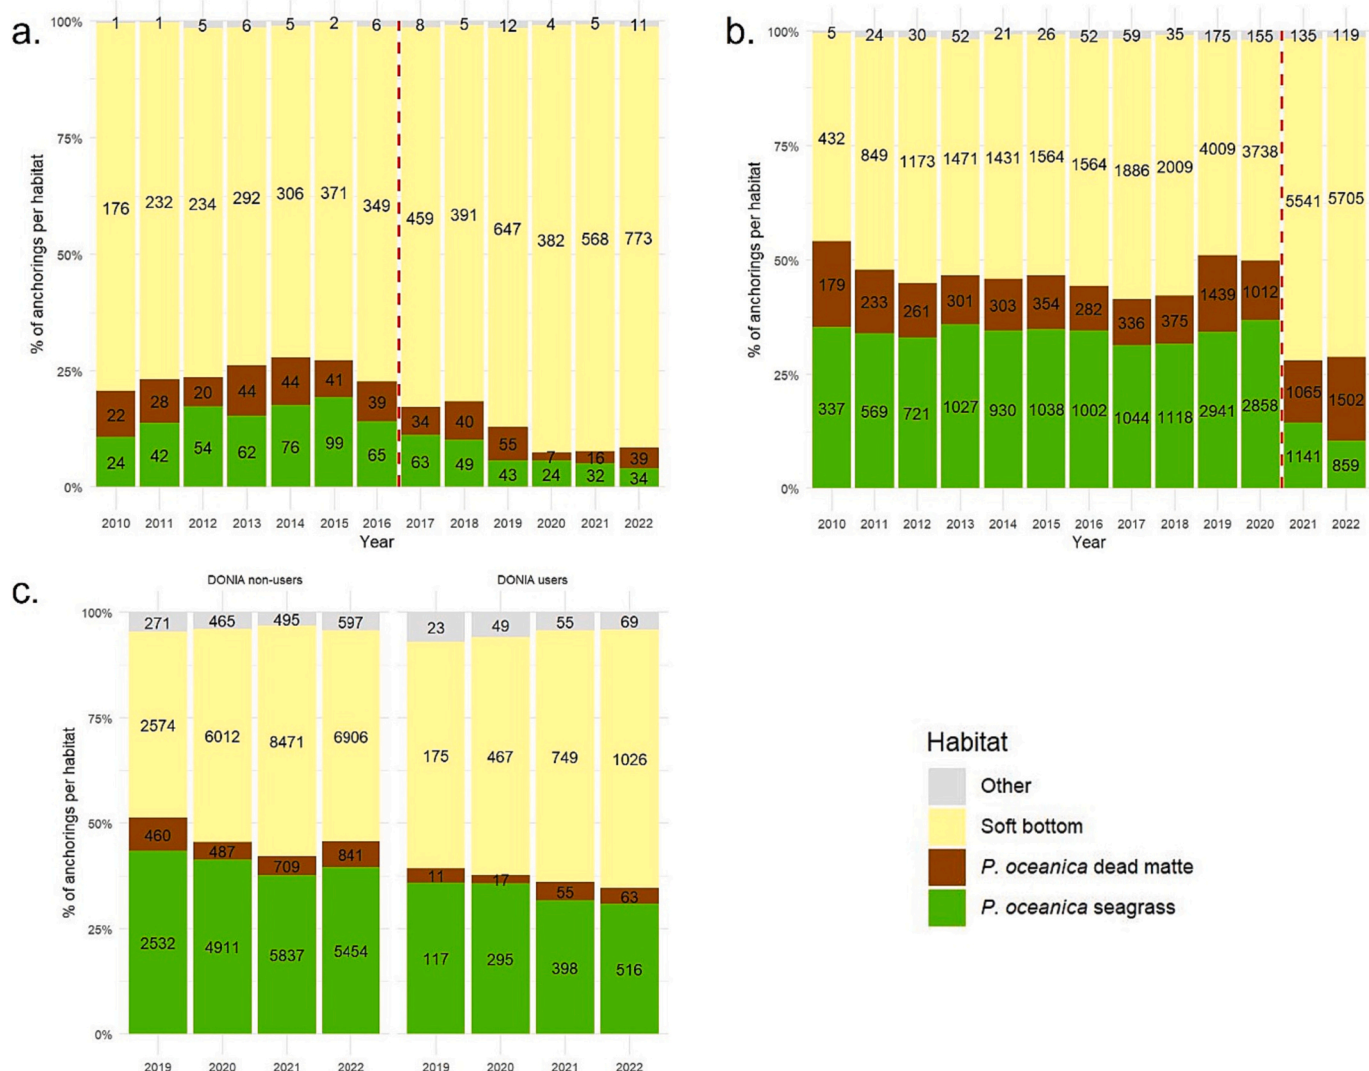 a.
% of anchorings per habitat
100%
75%
50%
25%
0%
1 1 5 6 5 2 6 8 5 12 4 5 11
176 232 234 292 306 371 349 459 391 647 382 568 773
22 28 20 44 44 41 39 34 40 55 7 16 39
24 42 54 62 76 99 65 63 49 43 24 32 34
2010 2011 2012 2013 2014 2015 2016 2017 2018 2019 2020 2021 2022
Year
b.
% of anchorings per habitat
100%
75%
50%
25%
0%
5 24 30 52 21 26 52 59 35 175 155 135 119
432 849 1173 1471 1431 1564 1564 1886 2009 4009 3738 5541 5705
179 233 261 301 303 354 282 336 375 1439 1012 1065 1502
337 569 721 1027 930 1038 1002 1044 1118 2941 2858 1141 859
2010 2011 2012 2013 2014 2015 2016 2017 2018 2019 2020 2021 2022
Year
c.
DONIA non-users DONIA users
% of anchorings per habitat
100%
75%
50%
25%
0%
271 465 495 597 23 49 55 69
2574 6012 8471 6906 175 467 749 1026
460 487 709 841 11 17 55 63
2532 4911 5837 5454 117 295 398 516
2019 2020 2021 2022 2019 2020 2021 2022
Habitat
Other
Soft bottom
P. oceanica dead matte
P. oceanica seagrass